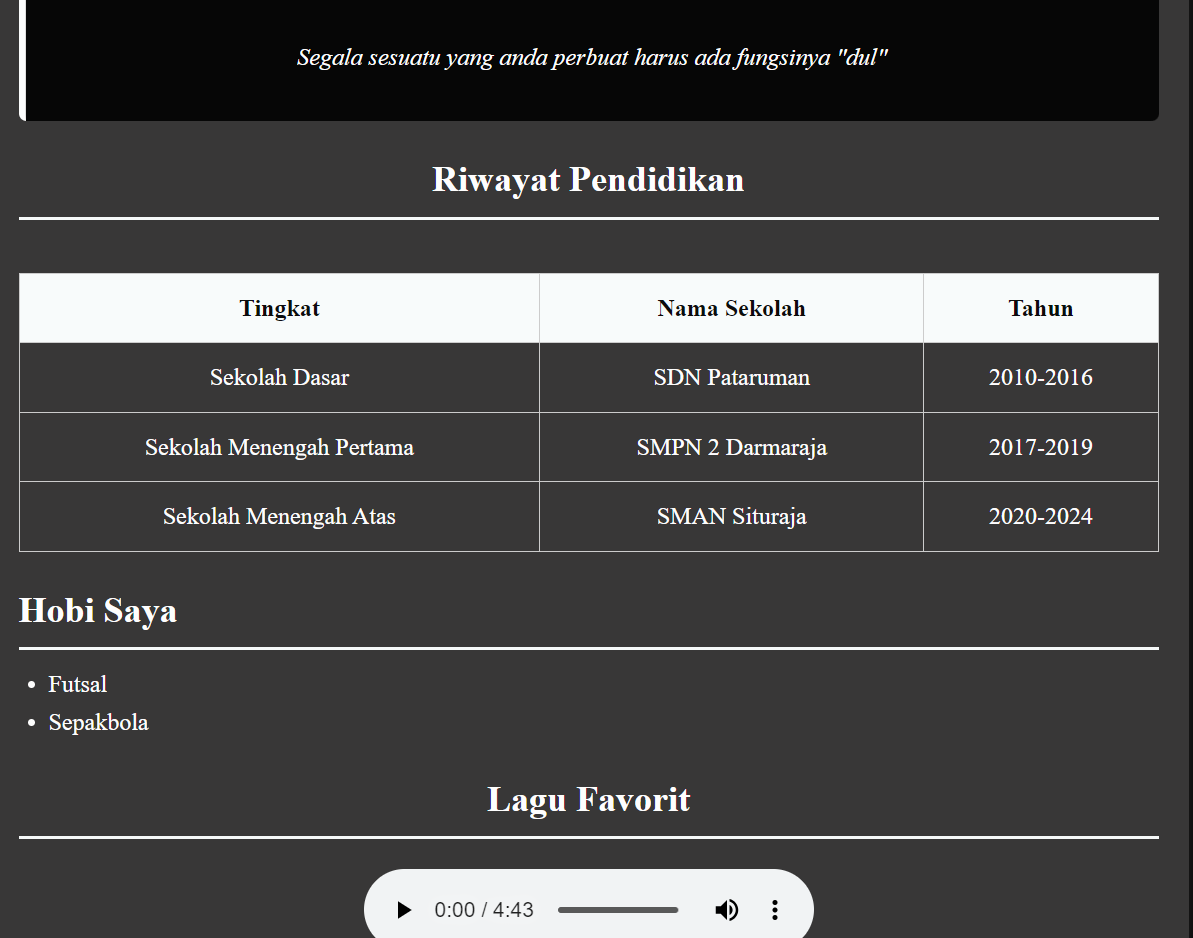 Segala sesuatu yang anda perbuat harus ada fungsinya "dul"
Riwayat Pendidikan
Tingkat Nama Sekolah Tahun
Sekolah Dasar SDN Pataruman 2010-2016
Sekolah Menengah Pertama SMPN 2 Darmaraja 2017-2019
Sekolah Menengah Atas SMAN Situraja 2020-2024
Hobi Saya
• Futsal
• Sepakbola
Lagu Favorit
0:00 / 4:43